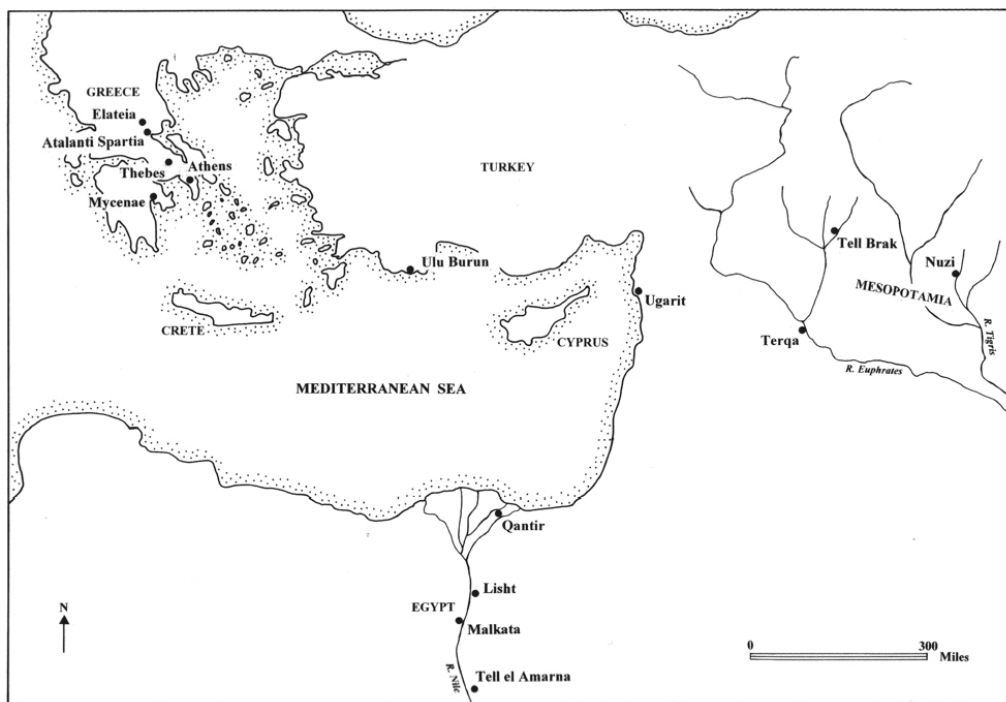 GREECE
Elateia
Atalanti Spartia
Thebes
Athens
Mycenae
TURKEY
Ulu Burun
CRETE
CYPRUS
Ugarit
Tell Brak
Nuzi
MESOPOTAMIA
Terqa
R. Tigris
R. Euphrates
MEDITERRANEAN SEA
Qantir
Lisht
EGYPT
Malkata
R. Nile
Tell el Amarna
N
0
300
Miles